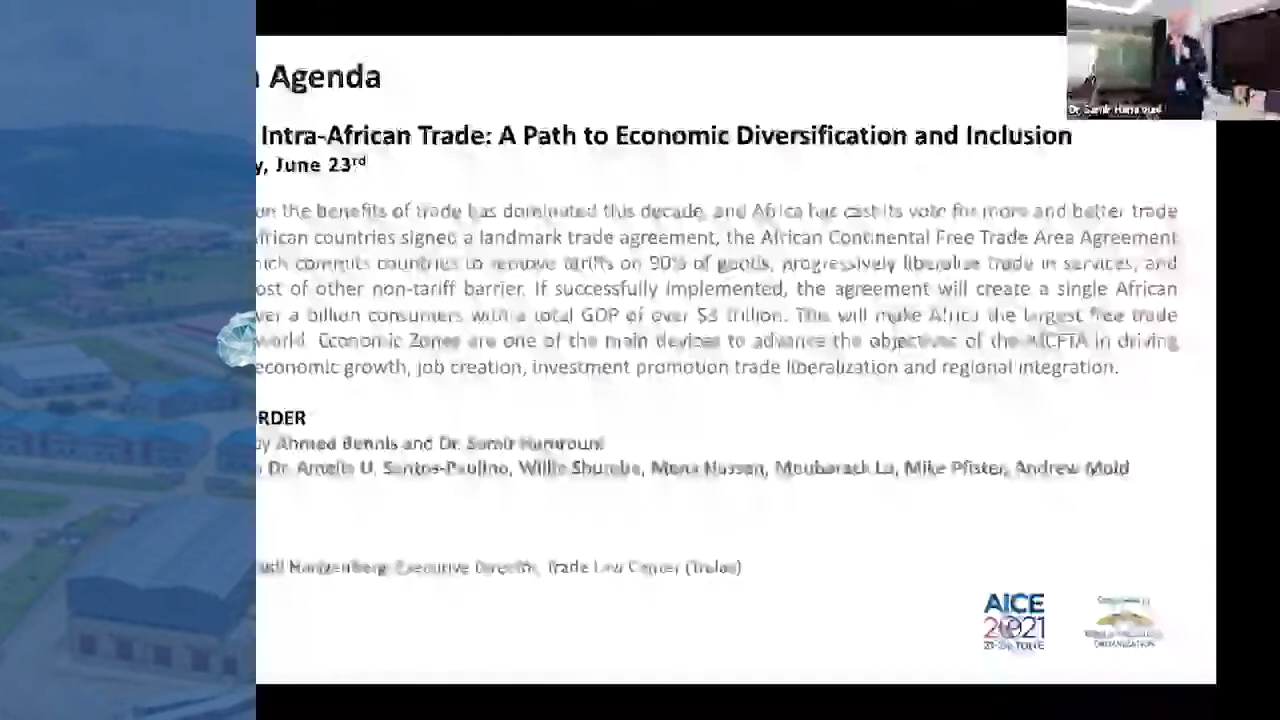 Agenda
Dr. Samir Hamrouni
Intra-African Trade: A Path to Economic Diversification and Inclusion
y, June 23rd
on the benefits of trade has dominated this decade, and Africa has cast its vote for more and better trade
frican countries signed a landmark trade agreement, the African Continental Free Trade Area Agreement
hich commits countries to remove tariffs on 90% of goods, progressively liberalise trade in services, and
ost of other non-tariff barrier. If successfully implemented, the agreement will create a single African
ver a billion consumers with a total GDP of over $3 trillion. This will make Africa the largest free trade
world. Economic Zones are one of the main devices to advance the objectives of the AfCFTA in driving
economic growth, job creation, investment promotion trade liberalization and regional integration.
RDER
by Ahmed Bennis and Dr. Samir Hamrouni
Dr. Amelia U. Santos-Paulino, Willie Shumba, Mona Moubarack Lo, Mike Pfister, Andrew Mold
Executive Director, Trade Law Center (Tralac)
AICE
2021
ORGANIZATION